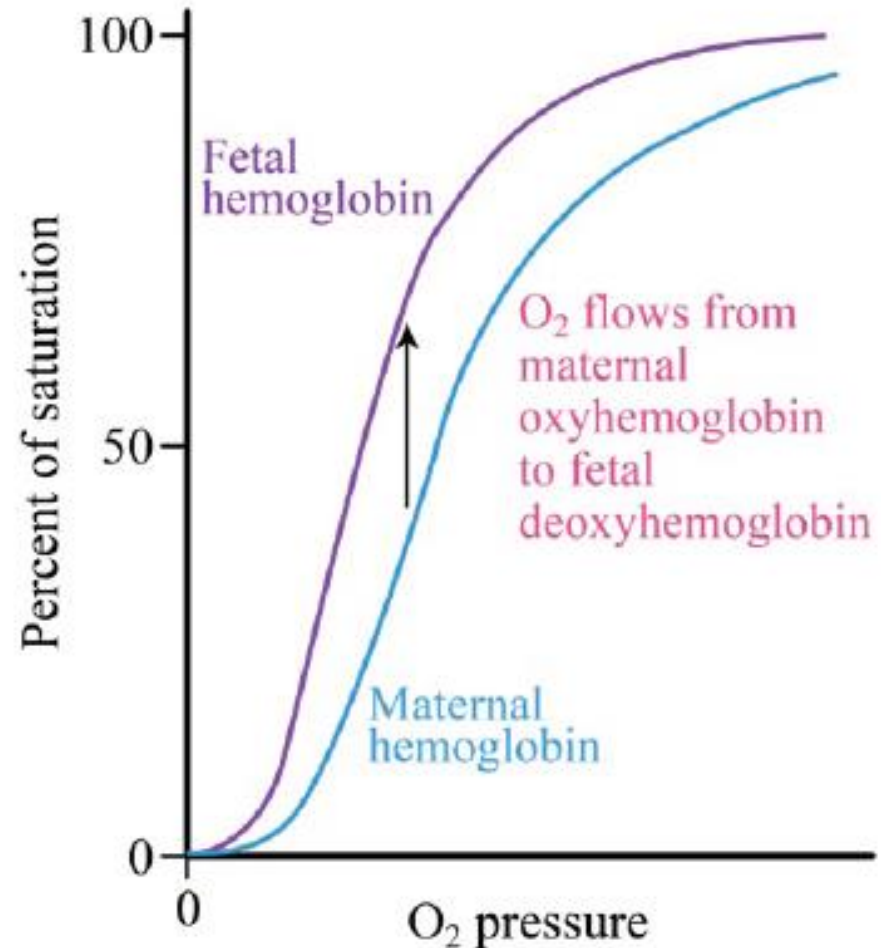 100
Fetal
hemoglobin
Percent of saturation
O₂ flows from
maternal
oxyhemoglobin
to fetal
deoxyhemoglobin
50
Maternal
hemoglobin
0
0
O₂ pressure